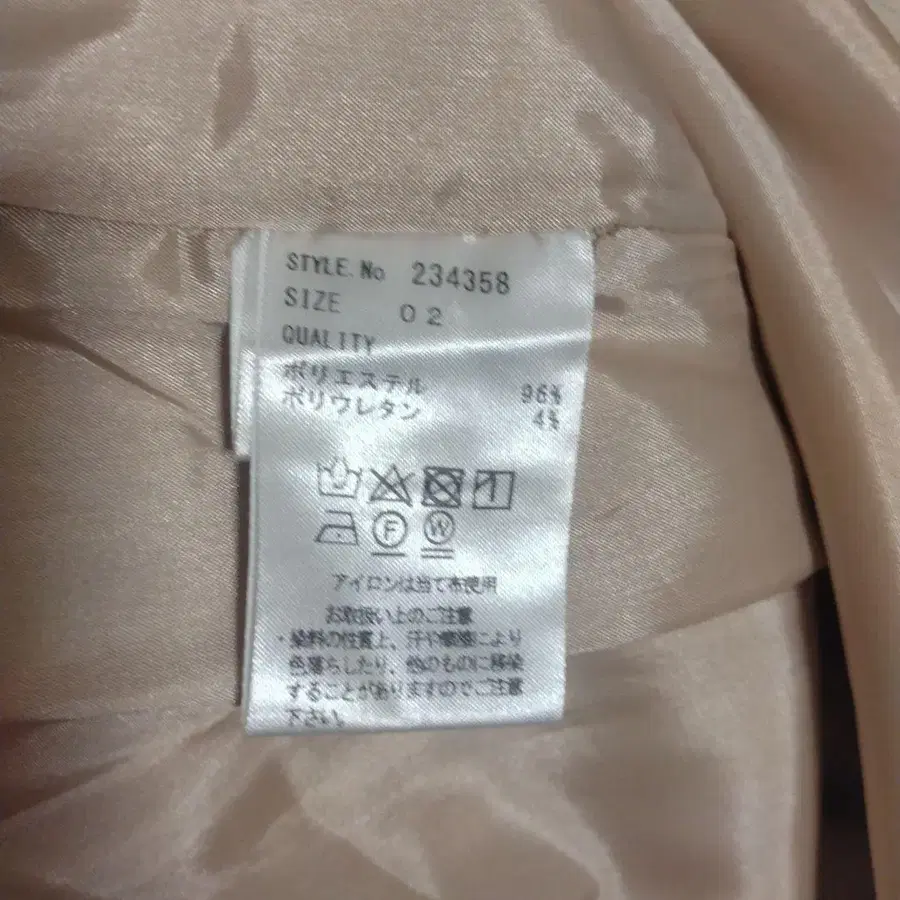 STYLE.No 234358
SIZE 02
QUALITY
ポリエステル 96%
ポリウレタン 4%
F W
アイロンは当て布使用
お取扱い上のご注意
・染料の性質上、汗や摩擦により
色落ちしたり、他のものに移染
することがありますのでご注意
下さい。